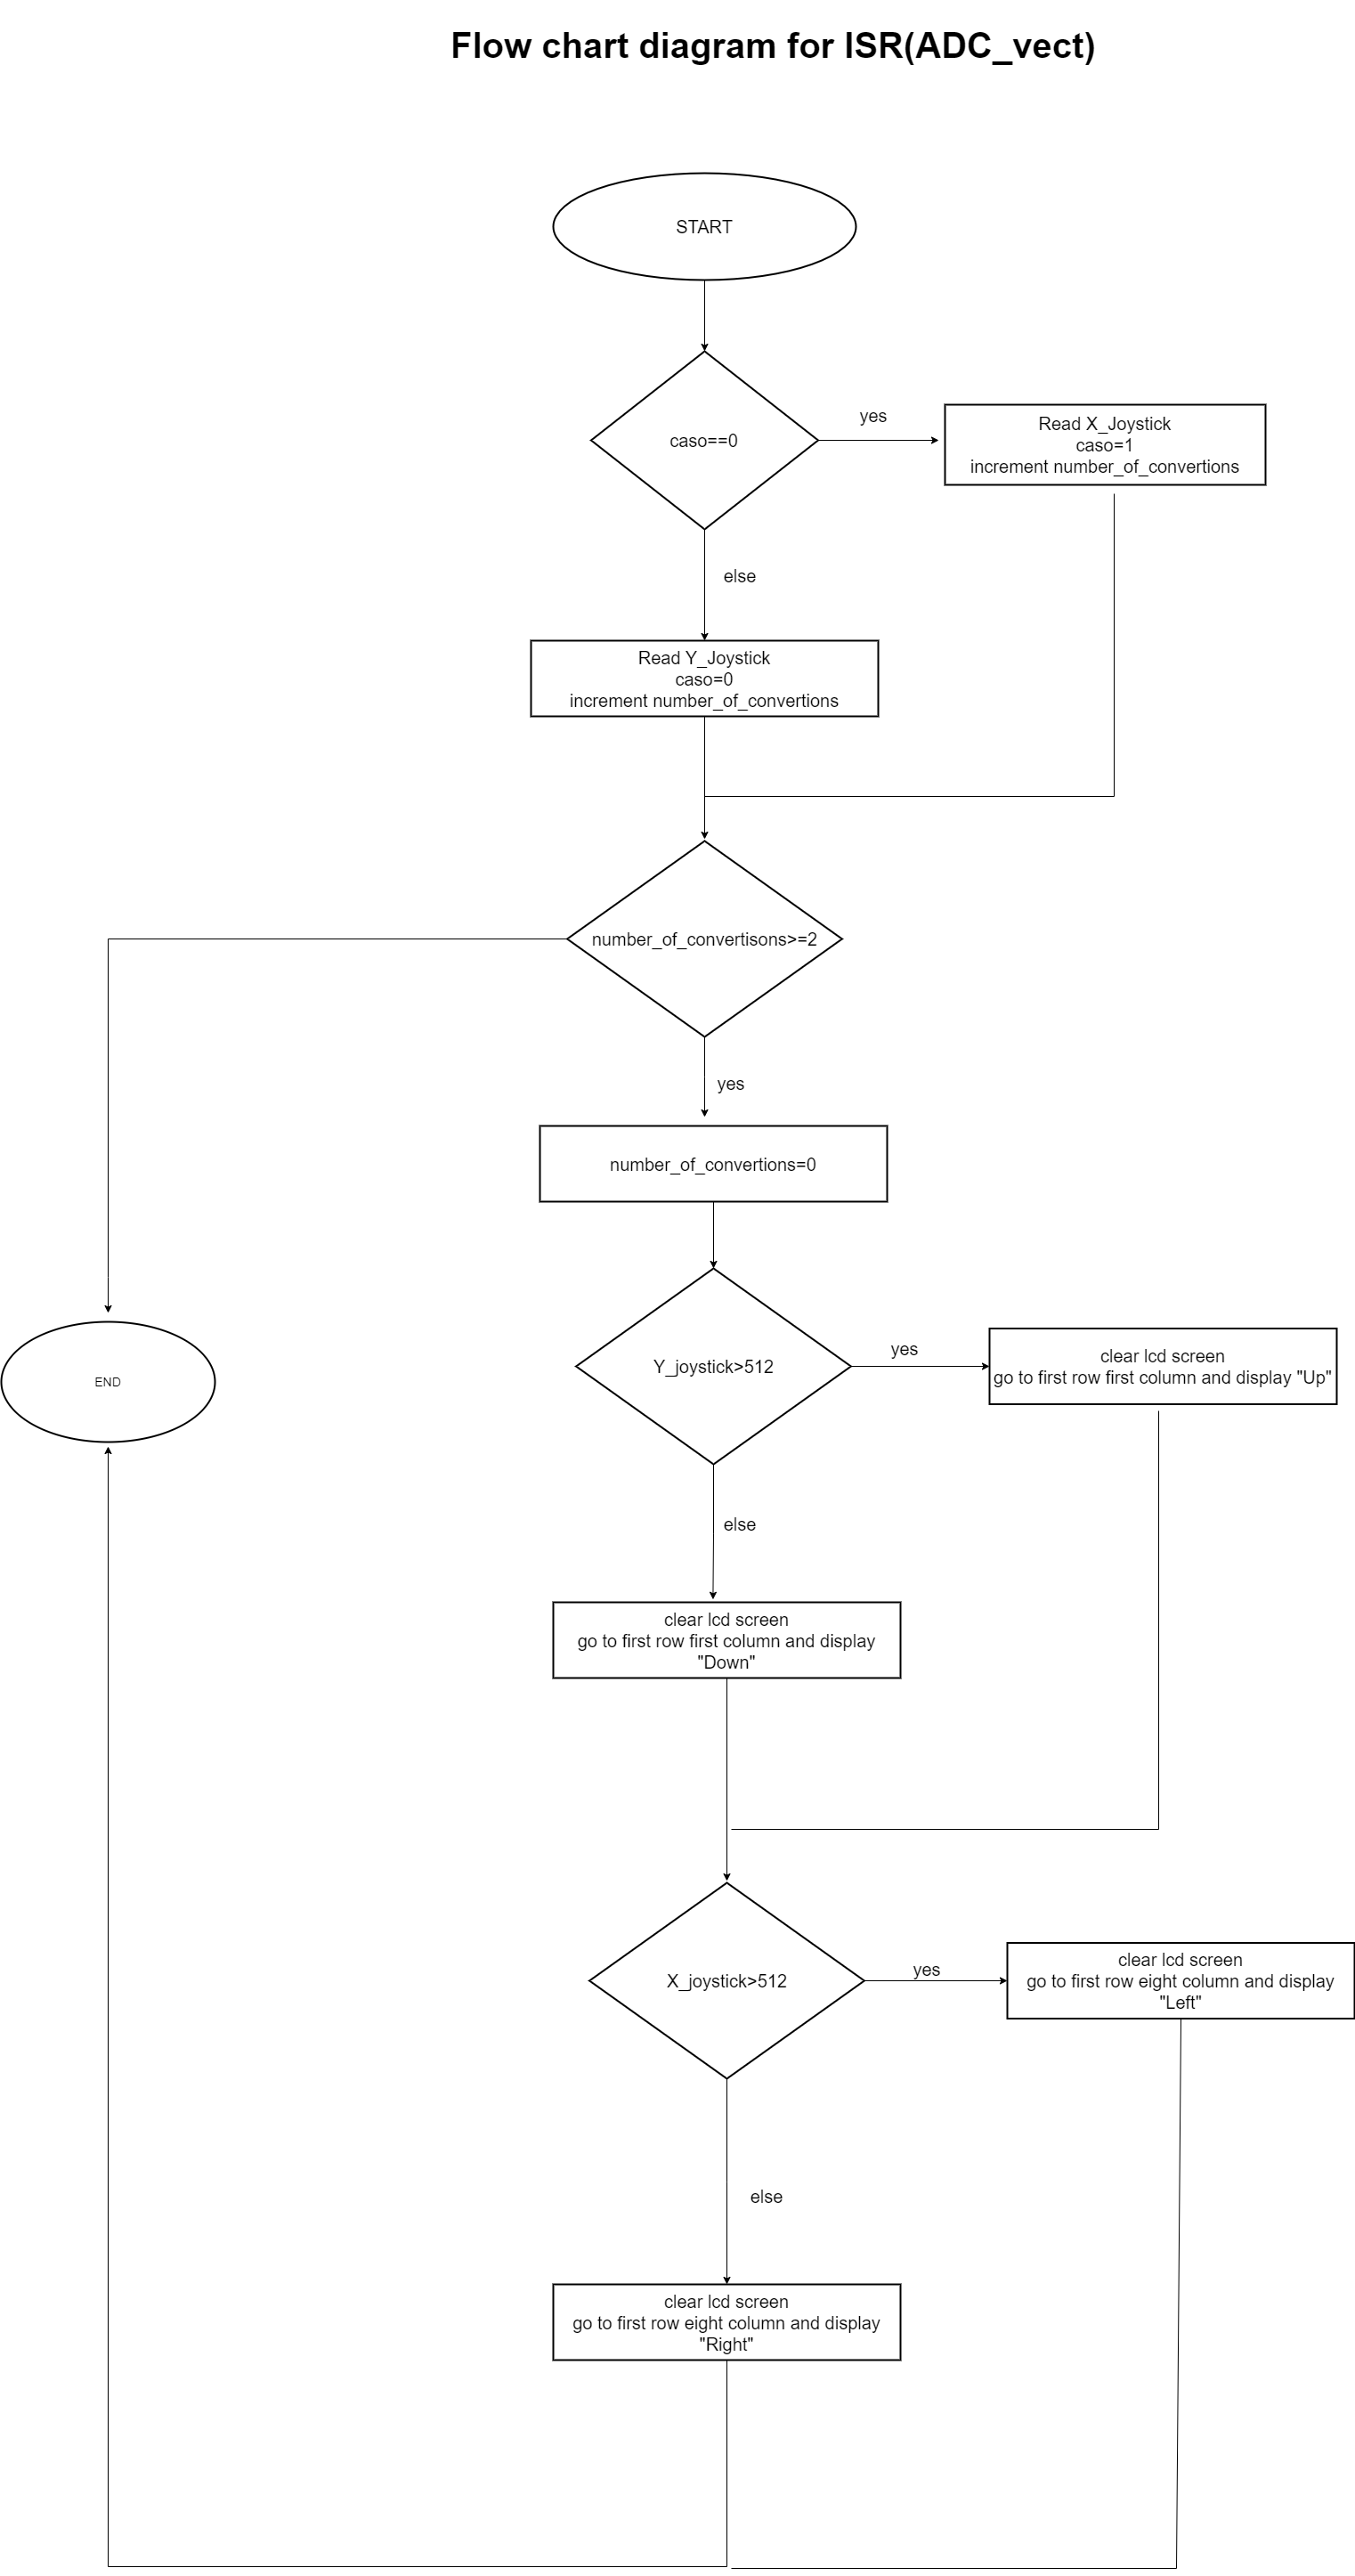 Flow chart diagram for ISR(ADC_vect)
START
caso==0
yes
Read X_Joystick
caso=1
increment number_of_convertions
else
Read Y_Joystick
caso=0
increment number_of_convertions
number_of_convertisons>=2
yes
number_of_convertions=0
Y_joystick>512
yes
clear lcd screen
go to first row first column and display "Up"
END
else
clear lcd screen
go to first row first column and display
"Down"
X_joystick>512
yes
clear lcd screen
go to first row eight column and display
"Left"
else
clear lcd screen
go to first row eight column and display
"Right"